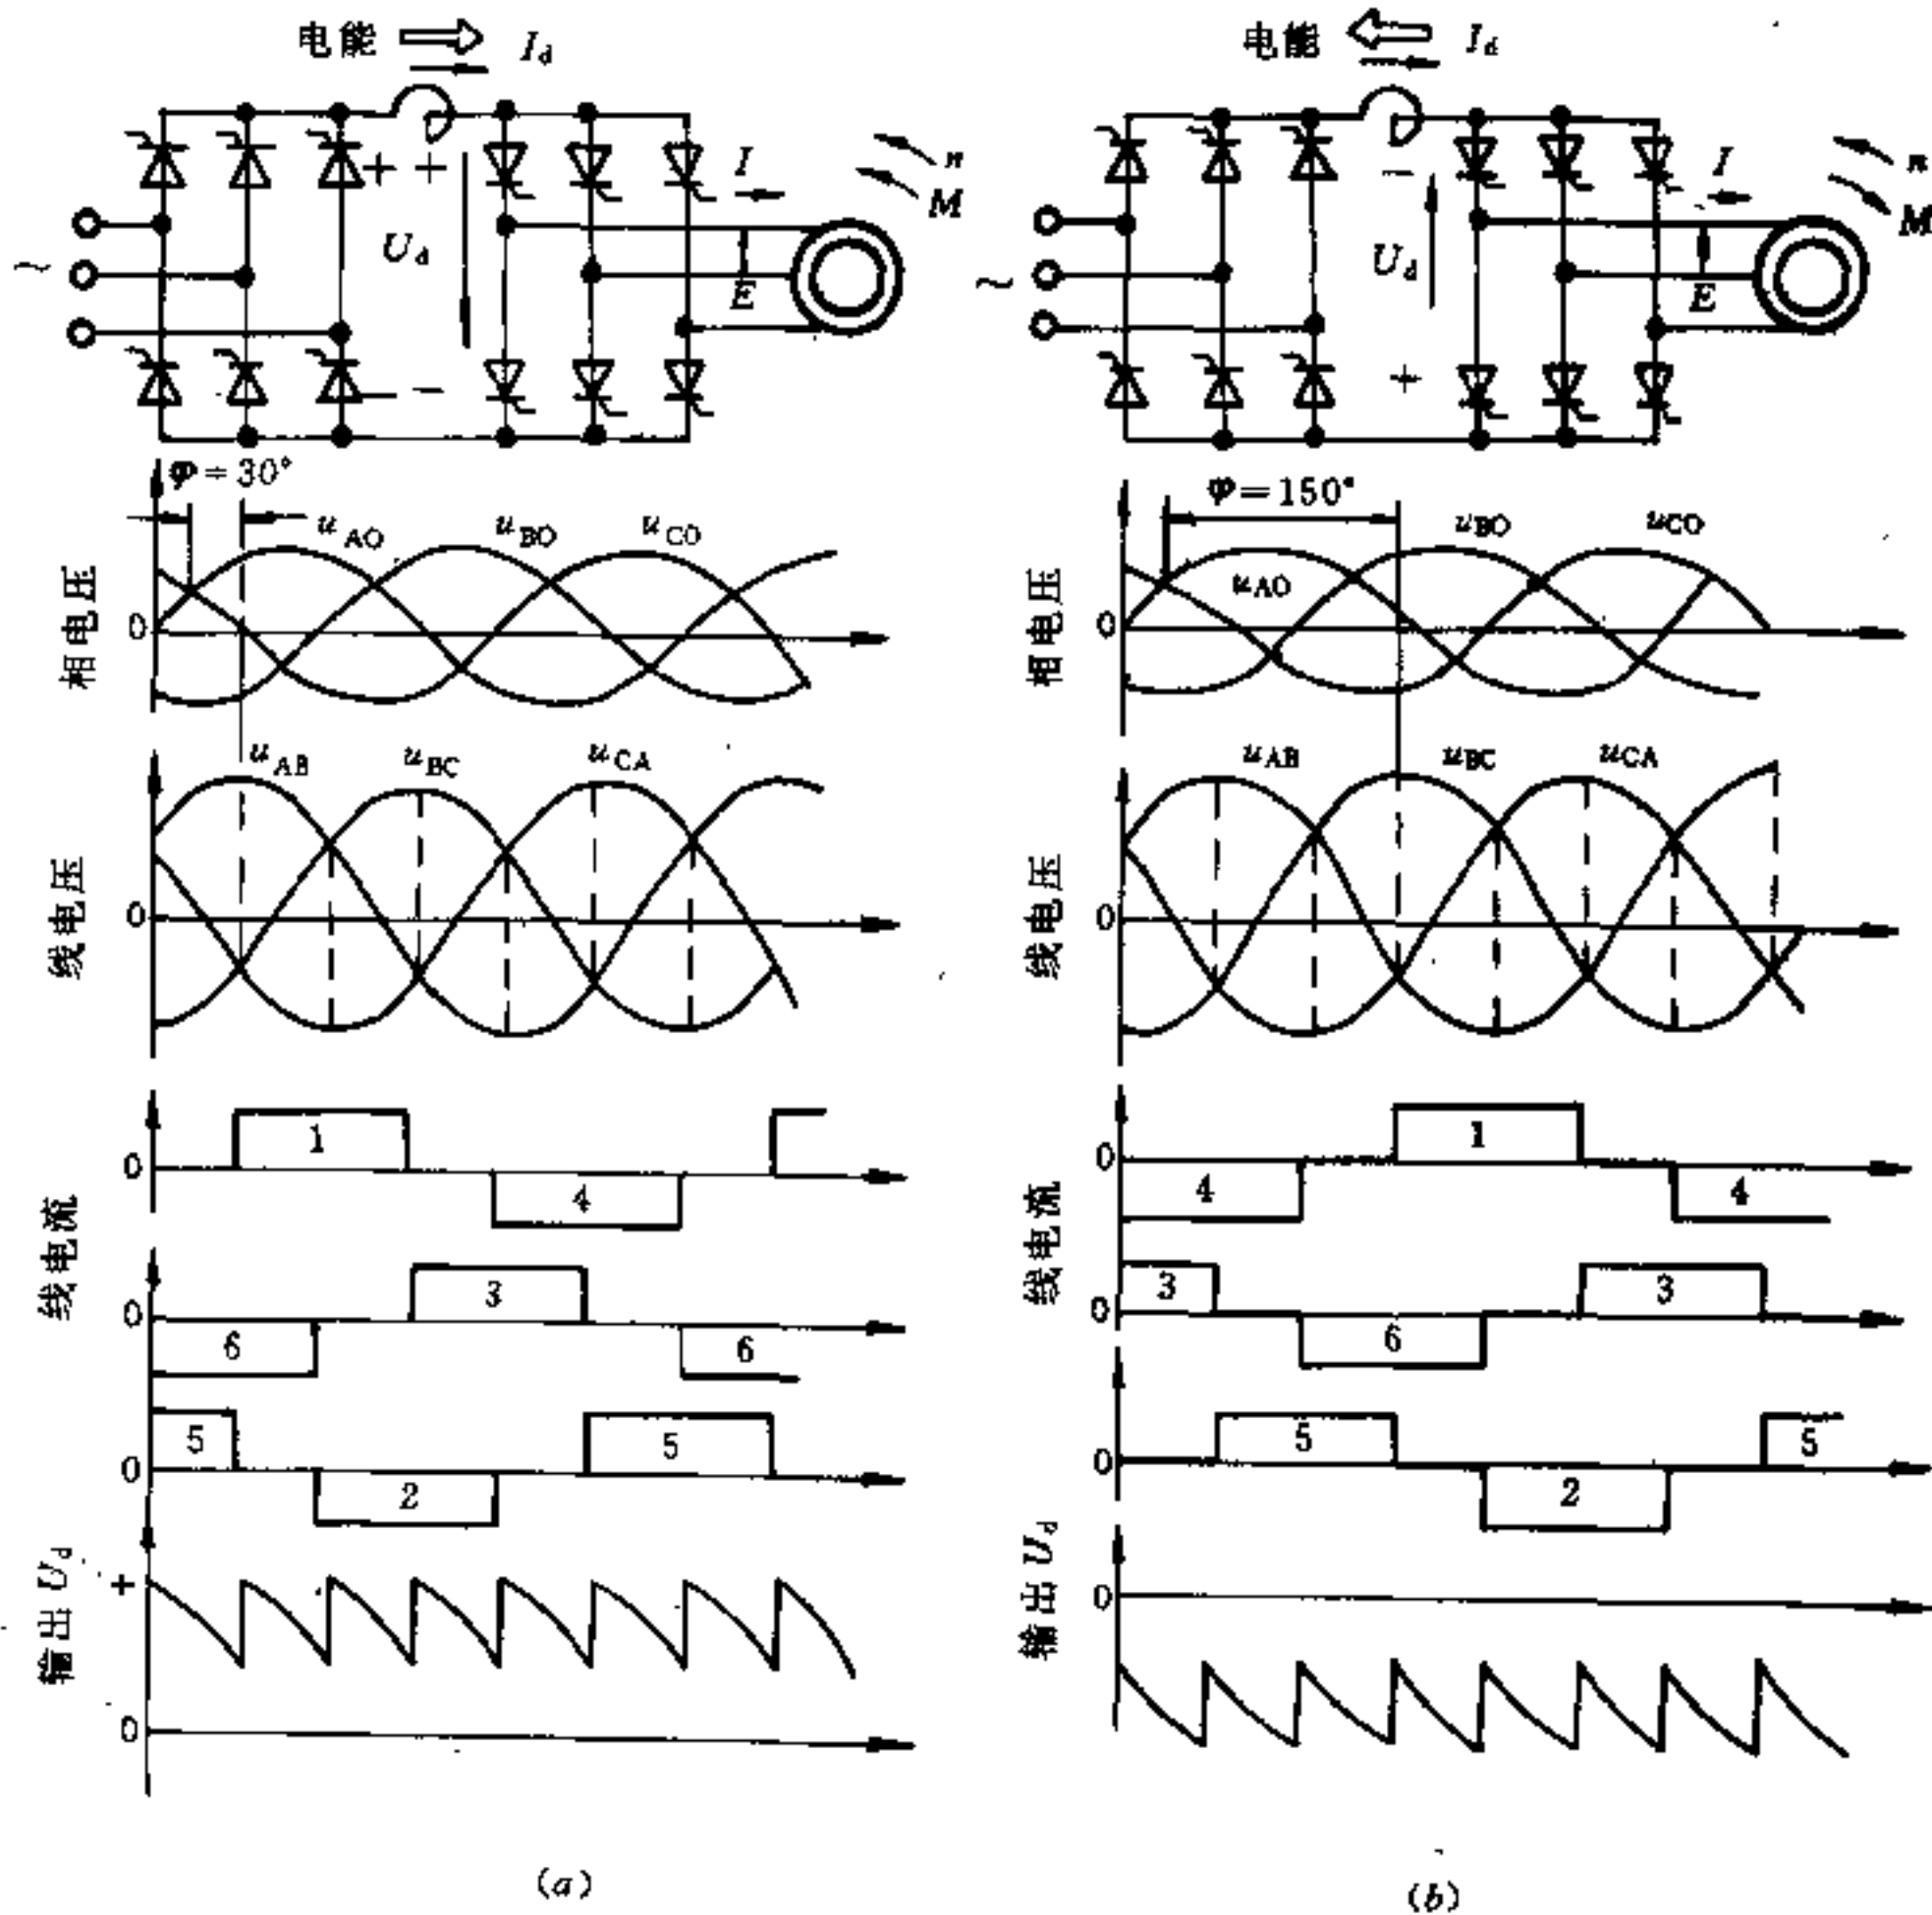 电能 I_d
+ + I n M
U_d
~ E
− −
φ=30°
u_AO u_BO u_CO
相电压 0
u_AB u_BC u_CA
线电压 0
0 1 4
线电流
0 6 3 6
0 5 2 5
输出 U_d +
0
(a)
电能 I_d
− I n M
U_d
~ E
+
φ=150°
u_AO u_BO u_CO
相电压 0
u_AB u_BC u_CA
线电压 0
0 4 1 4
线电流
0 3 6 3
0 5 2 5
输出 U_d 0
(b)